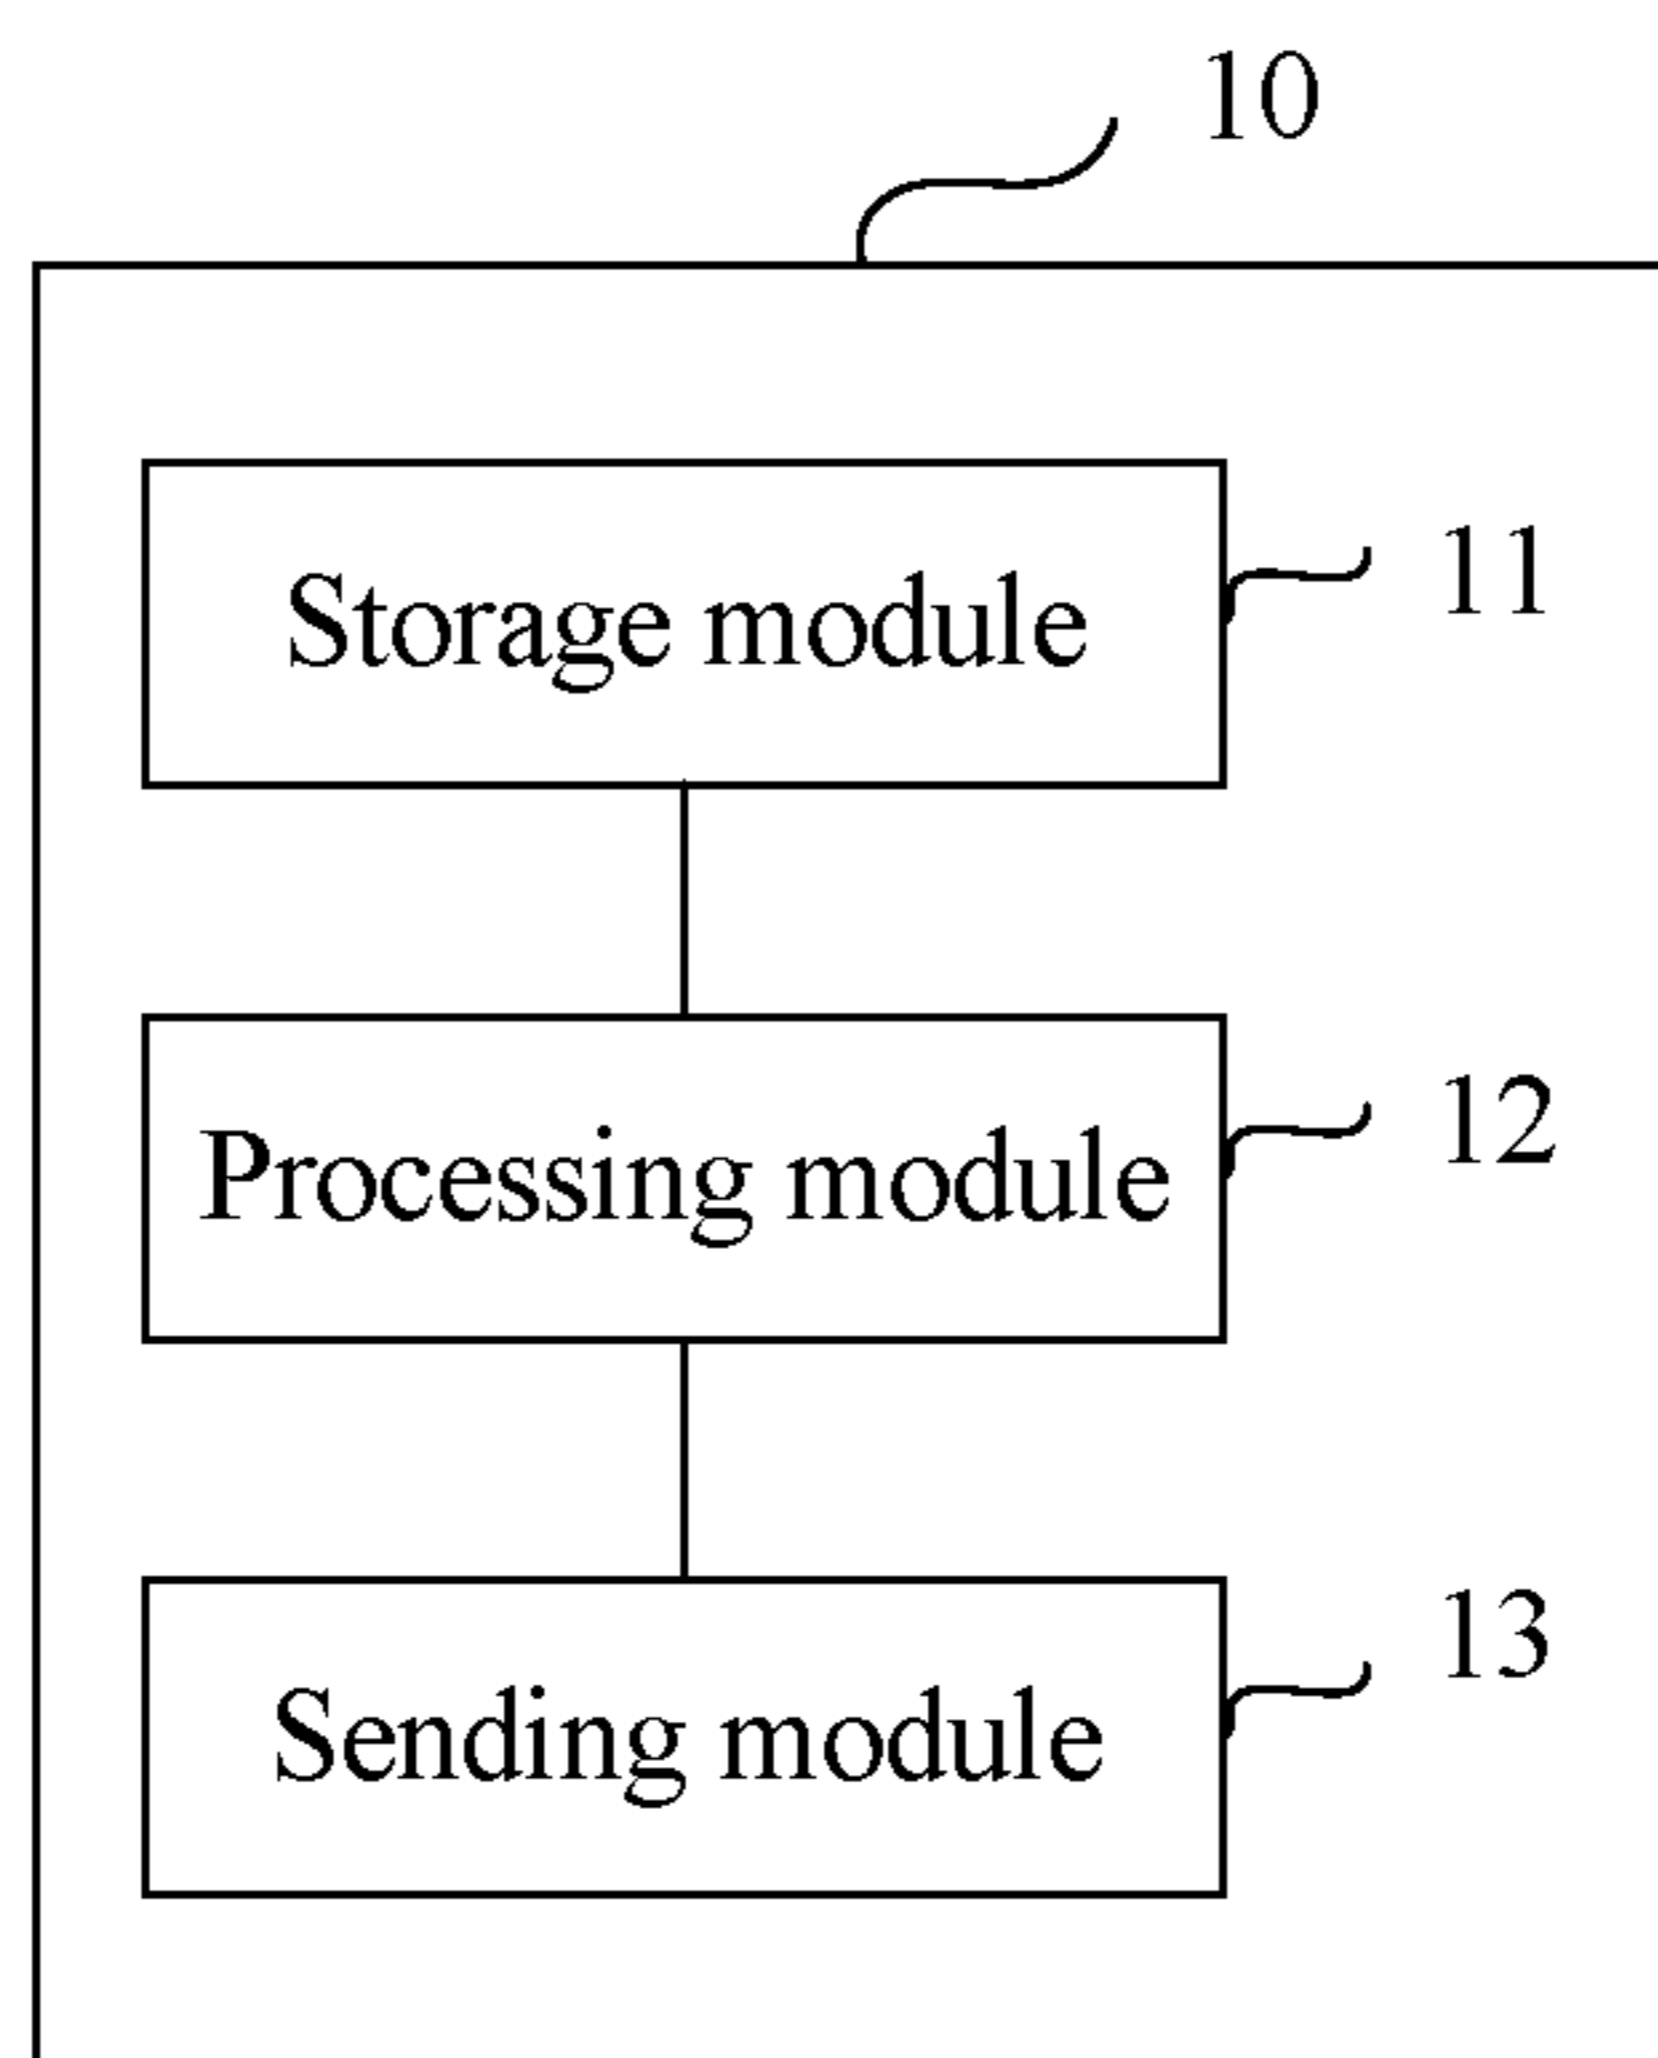 10
Storage module
11
Processing module
12
Sending module
13